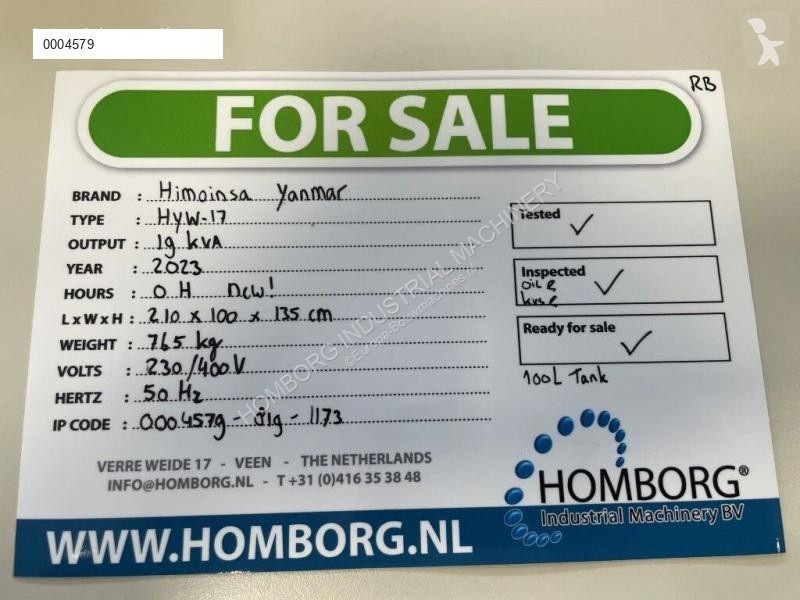 0004579
RB
FOR SALE
BRAND : Himoinsa Yanmar
TYPE : HYW-17
OUTPUT : 19 kVA
YEAR : 2023
HOURS : 0 H new!
L x W x H : 210 x 100 x 135 cm
WEIGHT : 765 kg
VOLTS : 230/400 V
HERTZ : 50 Hz
IP CODE : 0004579 - J19 - 1173
Tested ✓
Inspected ✓
OIL R
KVS R
Ready for sale ✓
100L Tank
VERRE WEIDE 17 - VEEN - THE NETHERLANDS
INFO@HOMBORG.NL - T +31 (0)416 35 38 48
HOMBORG®
Industrial Machinery BV
WWW.HOMBORG.NL
HOMBORG INDUSTRIAL MACHINERY